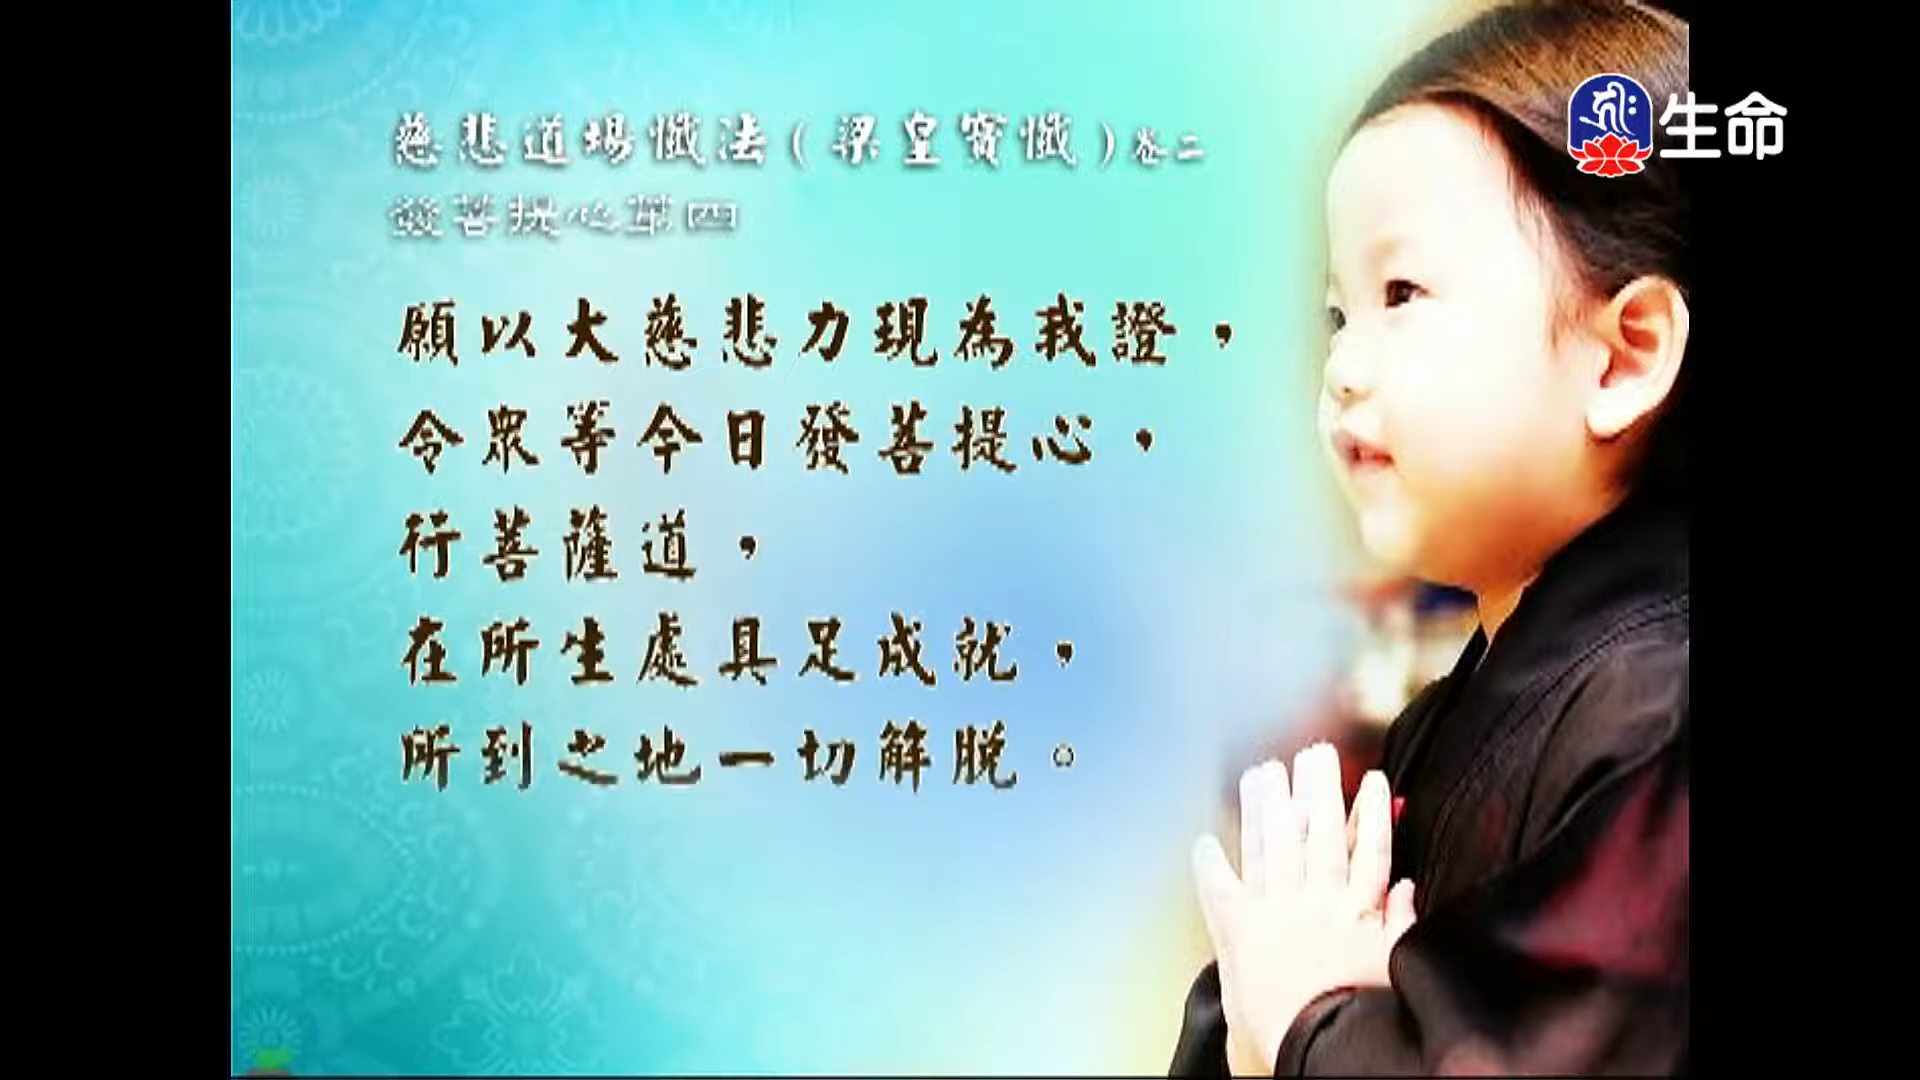 慈悲道場懺法(梁皇寶懺)卷二
發菩提心第四
願以大慈悲力現為我證，
令眾等今日發菩提心，
行菩薩道，
在所生處具足成就，
所到之地一切解脫。
生命